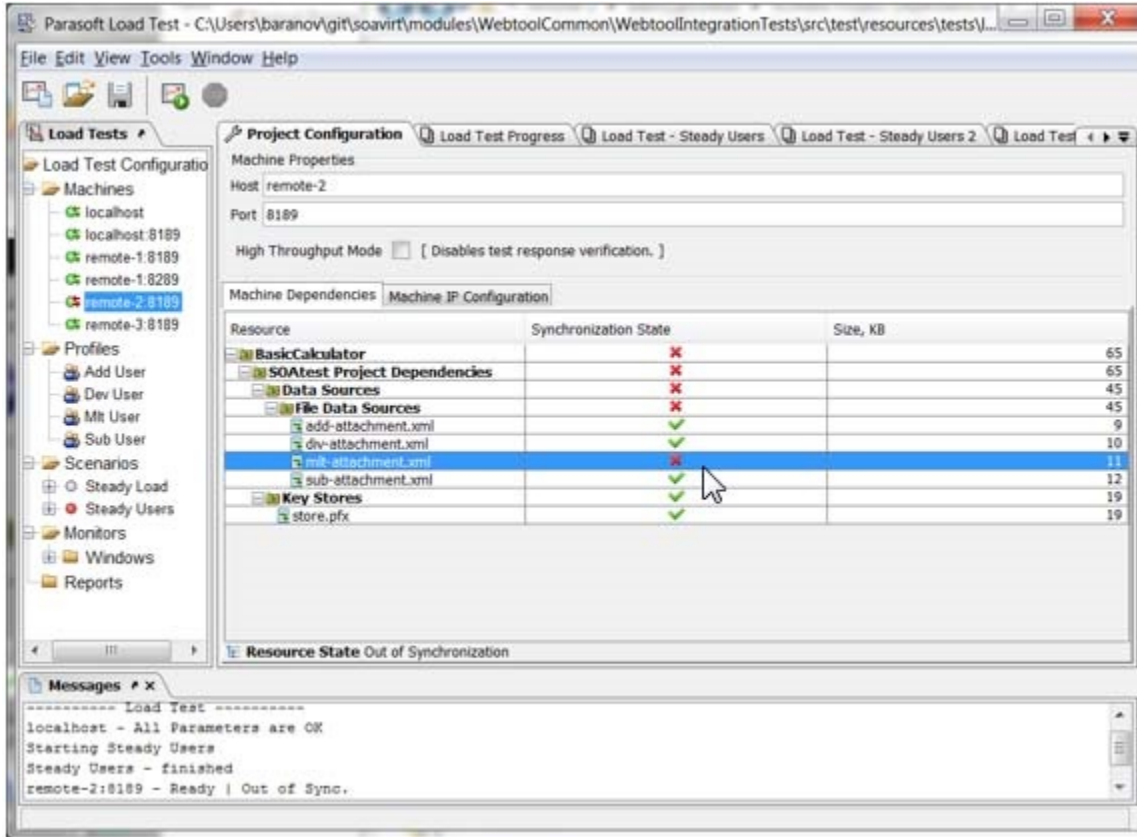 Parasoft Load Test - C:\Users\baranov\git\soavirt\modules\WebtoolCommon\WebtoolIntegrationTests\src\test\resources\tests\l...
File Edit View Tools Window Help
Load Tests
Load Test Configuratio
Machines
localhost
localhost:8189
remote-1:8189
remote-1:8289
remote-2:8189
remote-3:8189
Profiles
Add User
Dev User
Mlt User
Sub User
Scenarios
Steady Load
Steady Users
Monitors
Windows
Reports
Project Configuration Load Test Progress Load Test - Steady Users Load Test - Steady Users 2 Load Test
Machine Properties
Host remote-2
Port 8189
High Throughput Mode [ Disables test response verification. ]
Machine Dependencies Machine IP Configuration
Resource Synchronization State Size, KB
BasicCalculator 65
SOAtest Project Dependencies 65
Data Sources 45
File Data Sources 45
add-attachment.xml 9
div-attachment.xml 10
mlt-attachment.xml 11
sub-attachment.xml 12
Key Stores 19
store.pfx 19
Resource State Out of Synchronization
Messages
---------- Load Test ----------
localhost - All Parameters are OK
Starting Steady Users
Steady Users - finished
remote-2:8189 - Ready | Out of Sync.